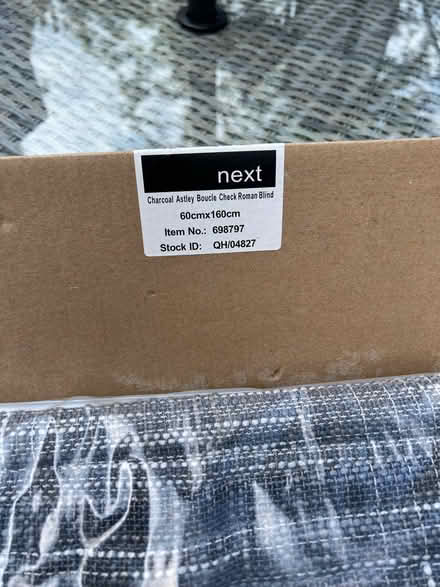 next
Charcoal Astley Boucle Check Roman Blind
60cmx160cm
Item No.: 698797
Stock ID: QH/04827